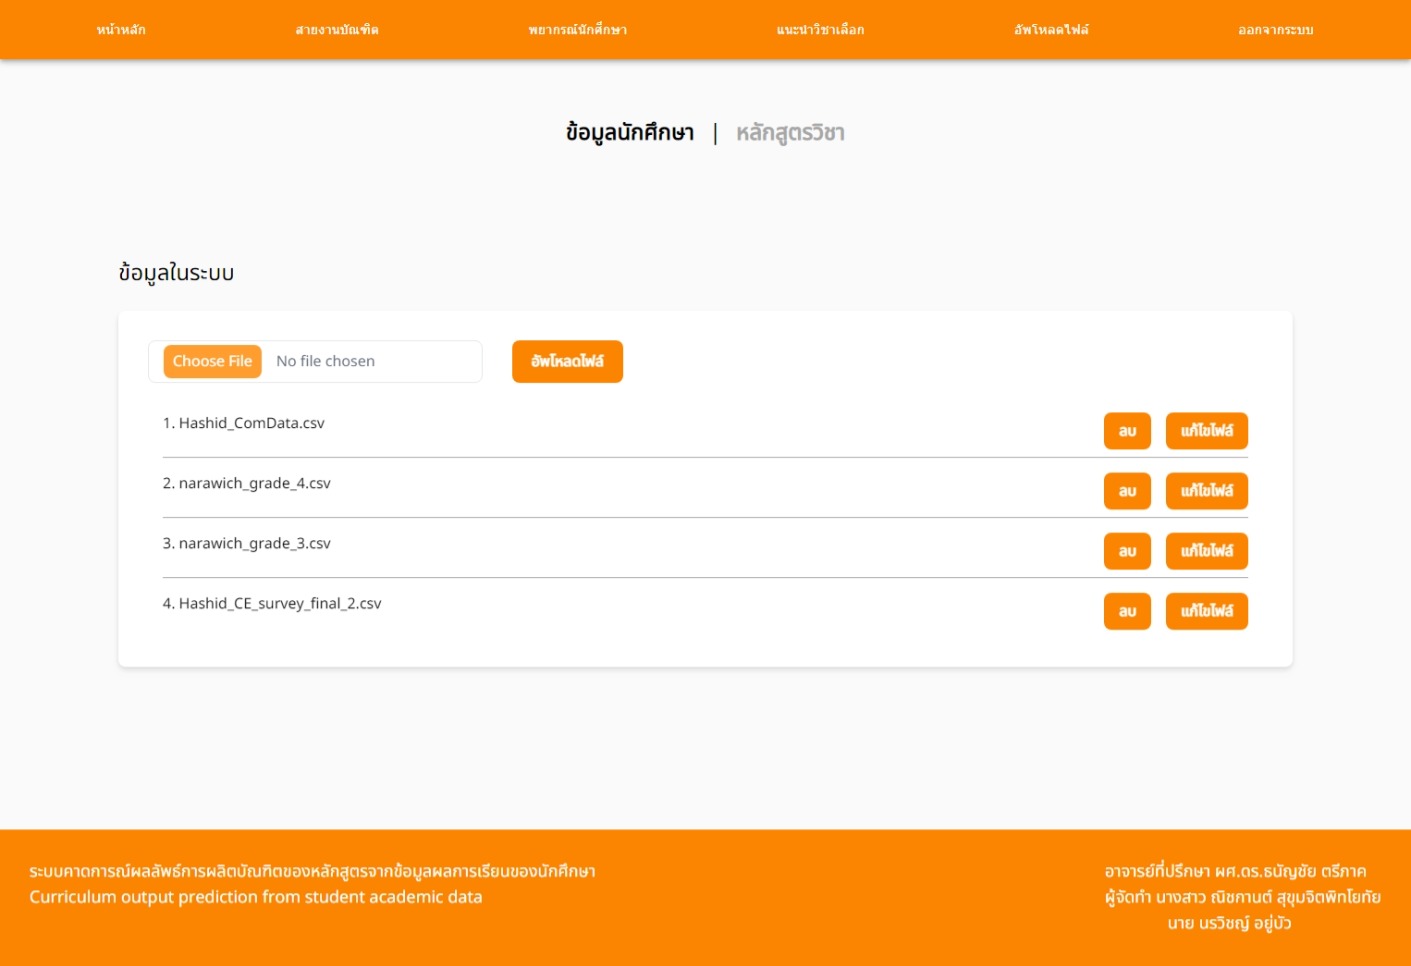 หน้าหลัก สายงานบัณฑิต พยากรณ์นักศึกษา แนะนำวิชาเลือก อัพโหลดไฟล์ ออกจากระบบ
ข้อมูลนักศึกษา | หลักสูตรวิชา
ข้อมูลในระบบ
Choose File No file chosen อัพโหลดไฟล์
1. Hashid_ComData.csv ลบ แก้ไขไฟล์
2. narawich_grade_4.csv ลบ แก้ไขไฟล์
3. narawich_grade_3.csv ลบ แก้ไขไฟล์
4. Hashid_CE_survey_final_2.csv ลบ แก้ไขไฟล์
ระบบคาดการณ์ผลลัพธ์การผลิตบัณฑิตของหลักสูตรจากข้อมูลผลการเรียนของนักศึกษา
Curriculum output prediction from student academic data
อาจารย์ที่ปรึกษา ผศ.ดร.ธนัญชัย ตรีภาค
ผู้จัดทำ นางสาว ณิชกานต์ สุขุมจิตพิทโยทัย
นาย นรวิชญ์ อยู่บัว